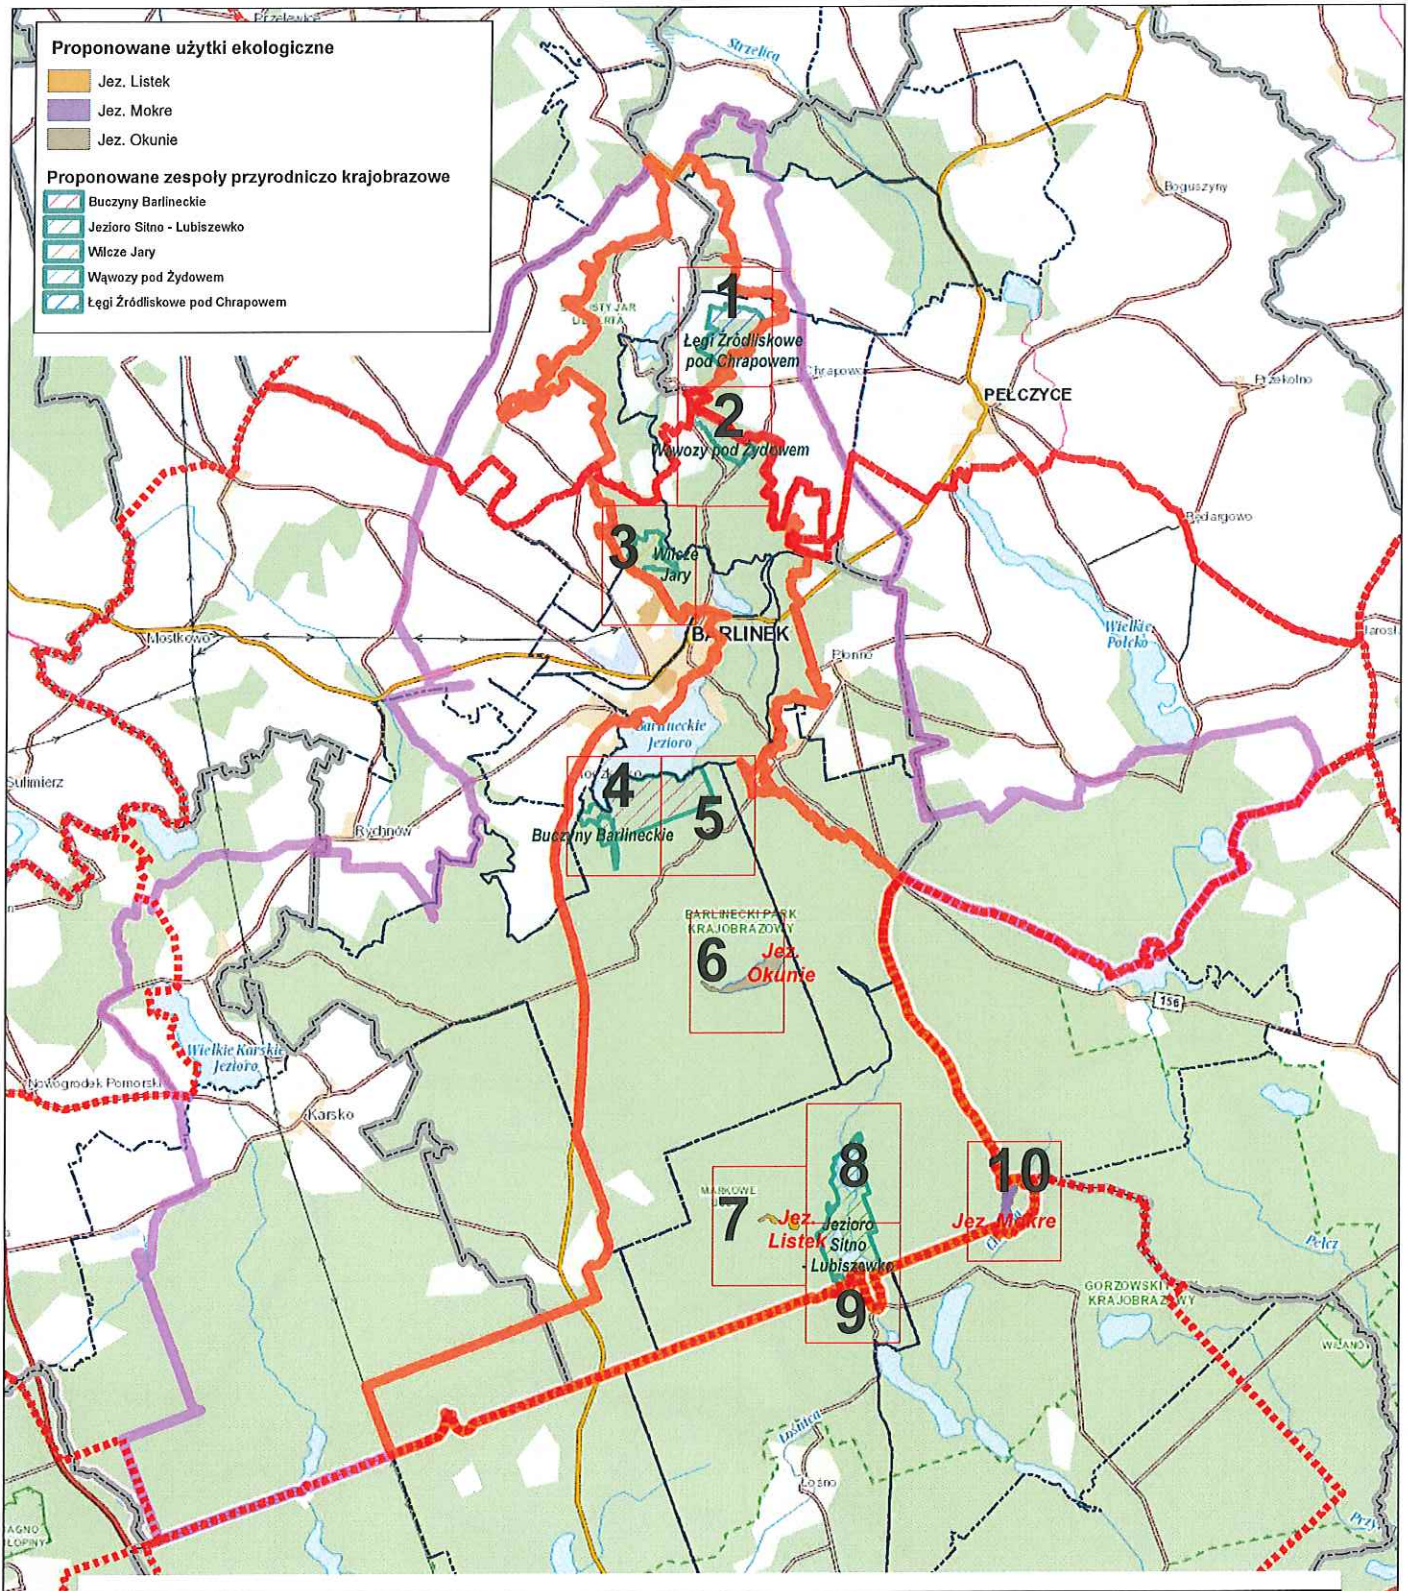 Przelewice
Proponowane użytki ekologiczne
Jez. Listek
Jez. Mokre
Jez. Okunie
Proponowane zespoły przyrodniczo krajobrazowe
Buczyny Barlineckie
Jezioro Sitno - Lubiszewko
Wilcze Jary
Wąwozy pod Żydowem
Łęgi Źródliskowe pod Chrapowem
Strzelica
Boguszyny
1
Łęgi Źródliskowe
pod Chrapowem
Chrapowo
PEŁCZYCE
Przekolno
2
Wąwozy pod Żydowem
Będargowo
3
Wilcze
Jary
Mostkowo
BARLINEK
Płonno
Wielkie
Pełcko
Barlineckie
Jezioro
Sulimierz
Rychnów
4
5
Buczyny Barlineckie
BARLINECKI PARK
KRAJOBRAZOWY
6
Jez.
Okunie
156
Wielkie Karskie
Jezioro
Nowogrodek Pomorski
Karsko
8
10
MARKOWE
7
Jez.
Listek
Jezioro
Sitno
- Lubiszewko
Jez. Mokre
Pełcz
GORZOWSKI
KRAJOBRAZOWY
9
WILANÓW
Łośno